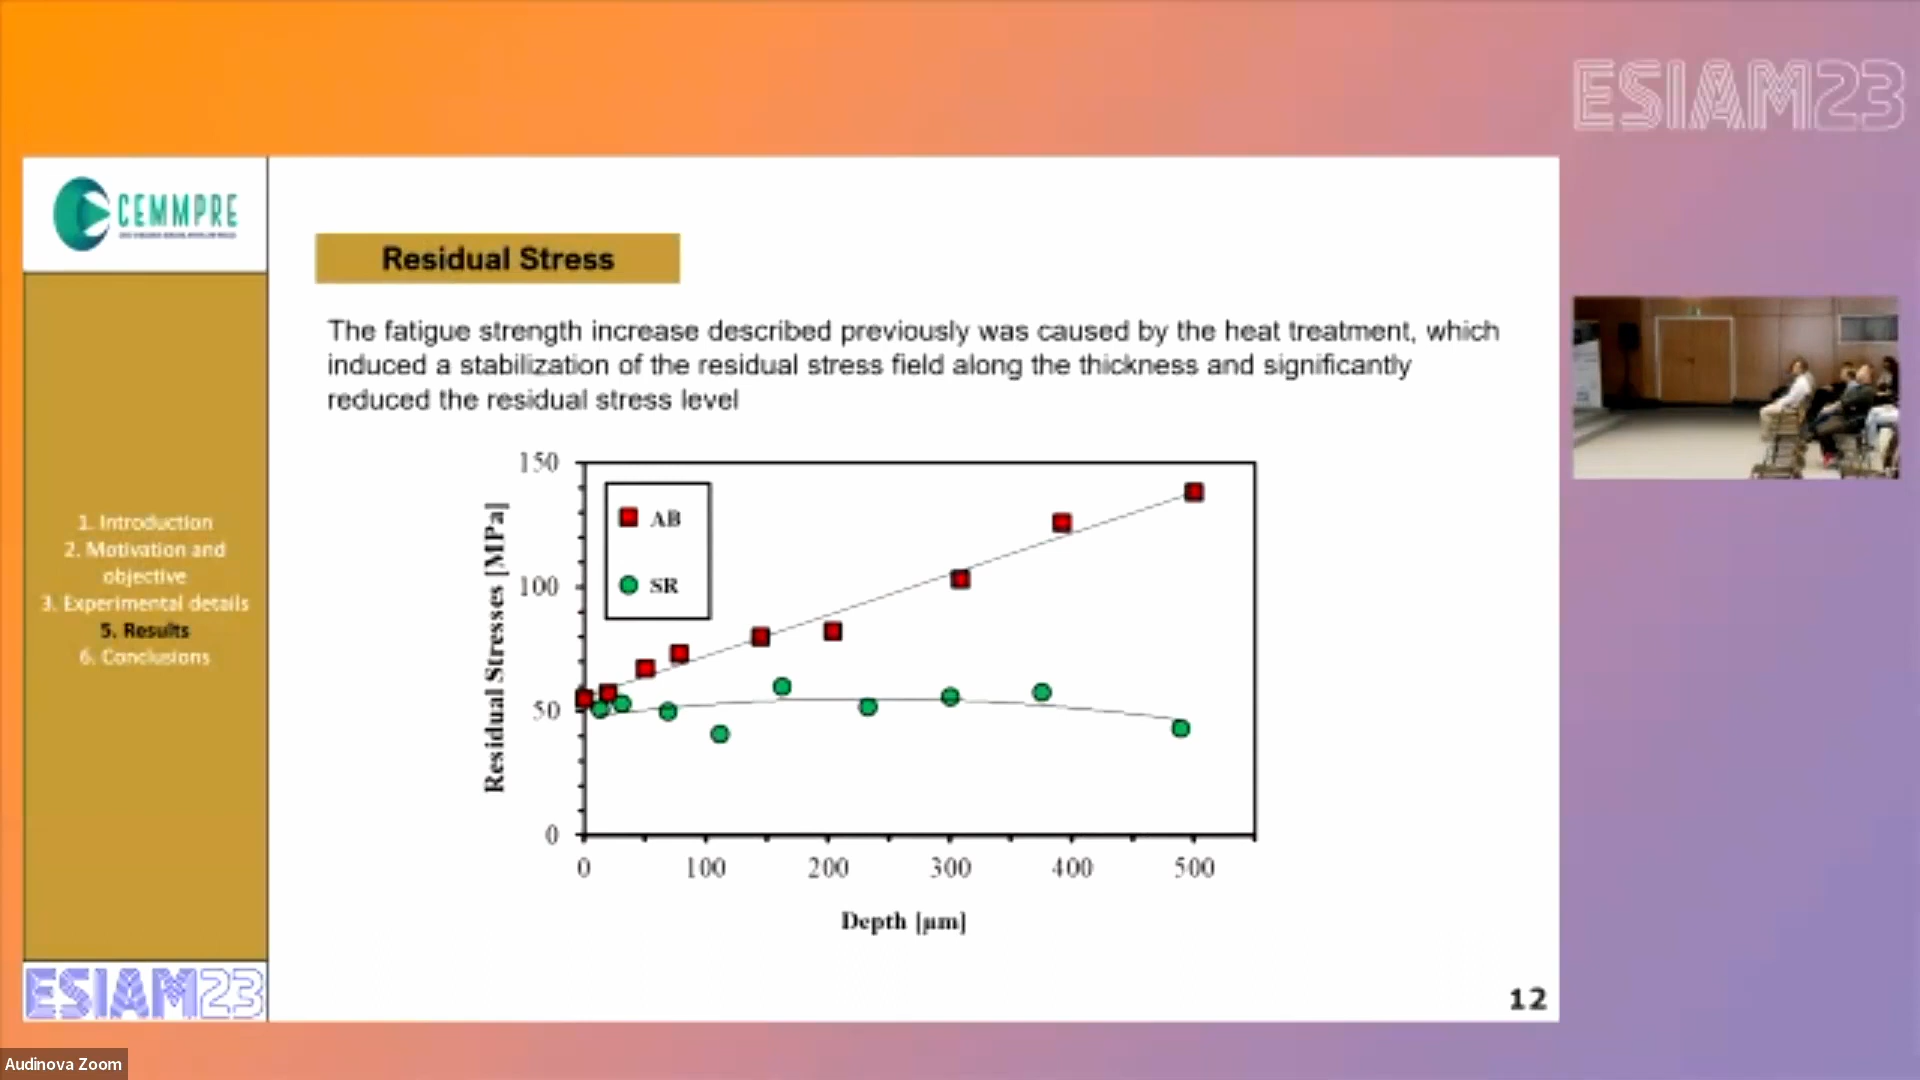 ESIAM23
CEMMPRE
Residual Stress
The fatigue strength increase described previously was caused by the heat treatment, which
induced a stabilization of the residual stress field along the thickness and significantly
reduced the residual stress level
1. Introduction
2. Motivation and
objective
3. Experimental details
5. Results
6. Conclusions
150
100
50
0
Residual Stresses [MPa]
AB
SR
0 100 200 300 400 500
Depth [µm]
ESIAM23
12
Audinova Zoom